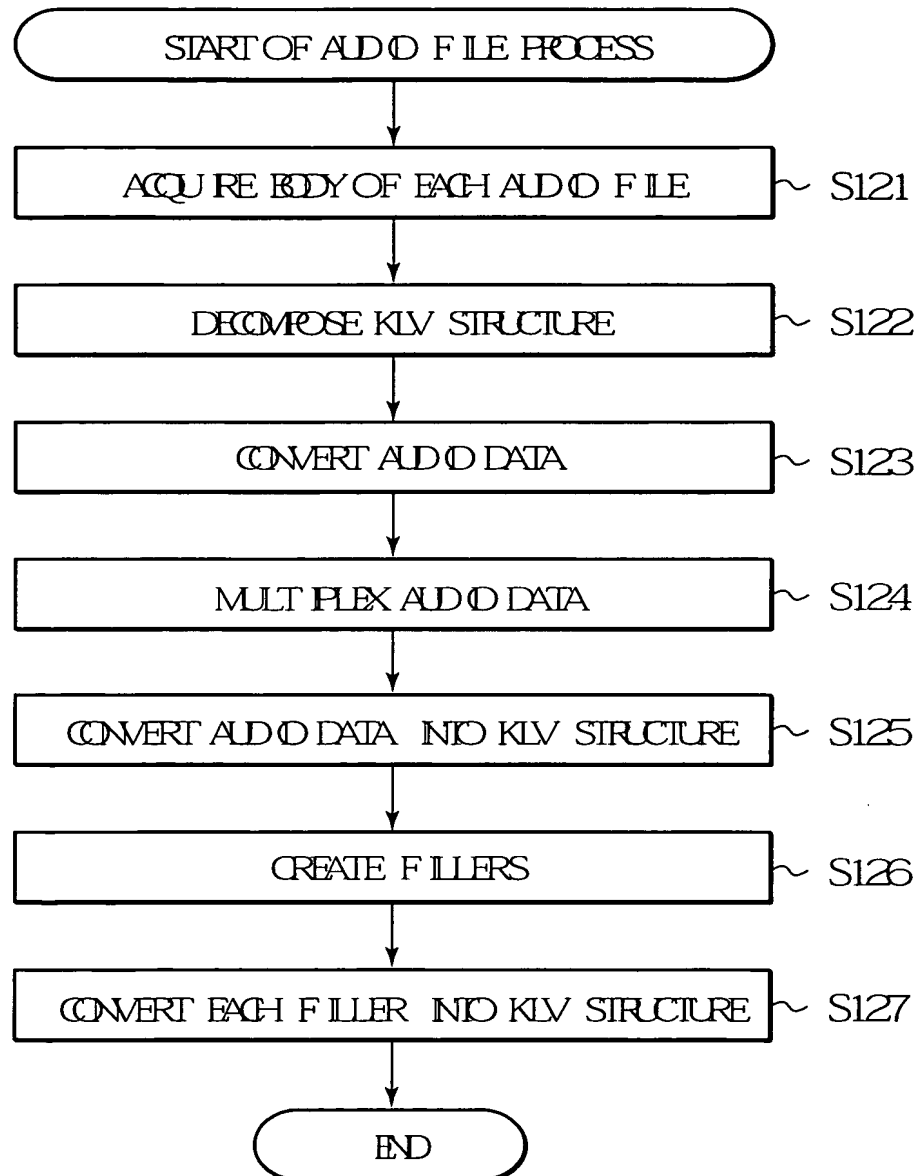 START OF AUDIO FILE PROCESS
ACQUIRE BODY OF EACH AUDIO FILE
S121
DECOMPOSE KLV STRUCTURE
S122
CONVERT AUDIO DATA
S123
MULTIPLEX AUDIO DATA
S124
CONVERT AUDIO DATA INTO KLV STRUCTURE
S125
CREATE FILLERS
S126
CONVERT EACH FILLER INTO KLV STRUCTURE
S127
END